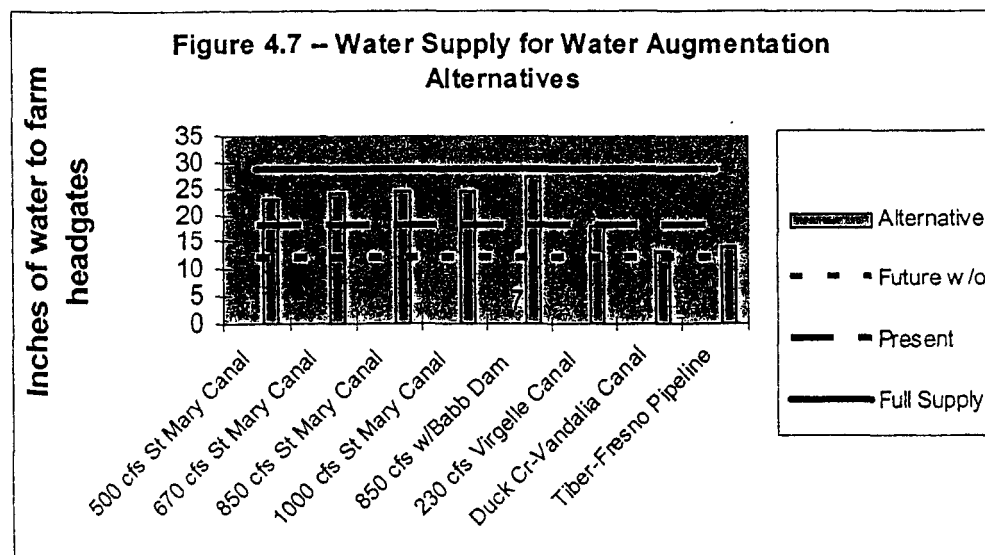 Figure 4.7 – Water Supply for Water Augmentation
Alternatives
Inches of water to farm
headgates
35
30
25
20
15
10
5
0
7
500 cfs St Mary Canal
670 cfs St Mary Canal
850 cfs St Mary Canal
1000 cfs St Mary Canal
850 cfs w/Babb Dam
230 cfs Virgelle Canal
Duck Cr-Vandalia Canal
Tiber-Fresno Pipeline
Alternative
Future w/o
Present
Full Supply